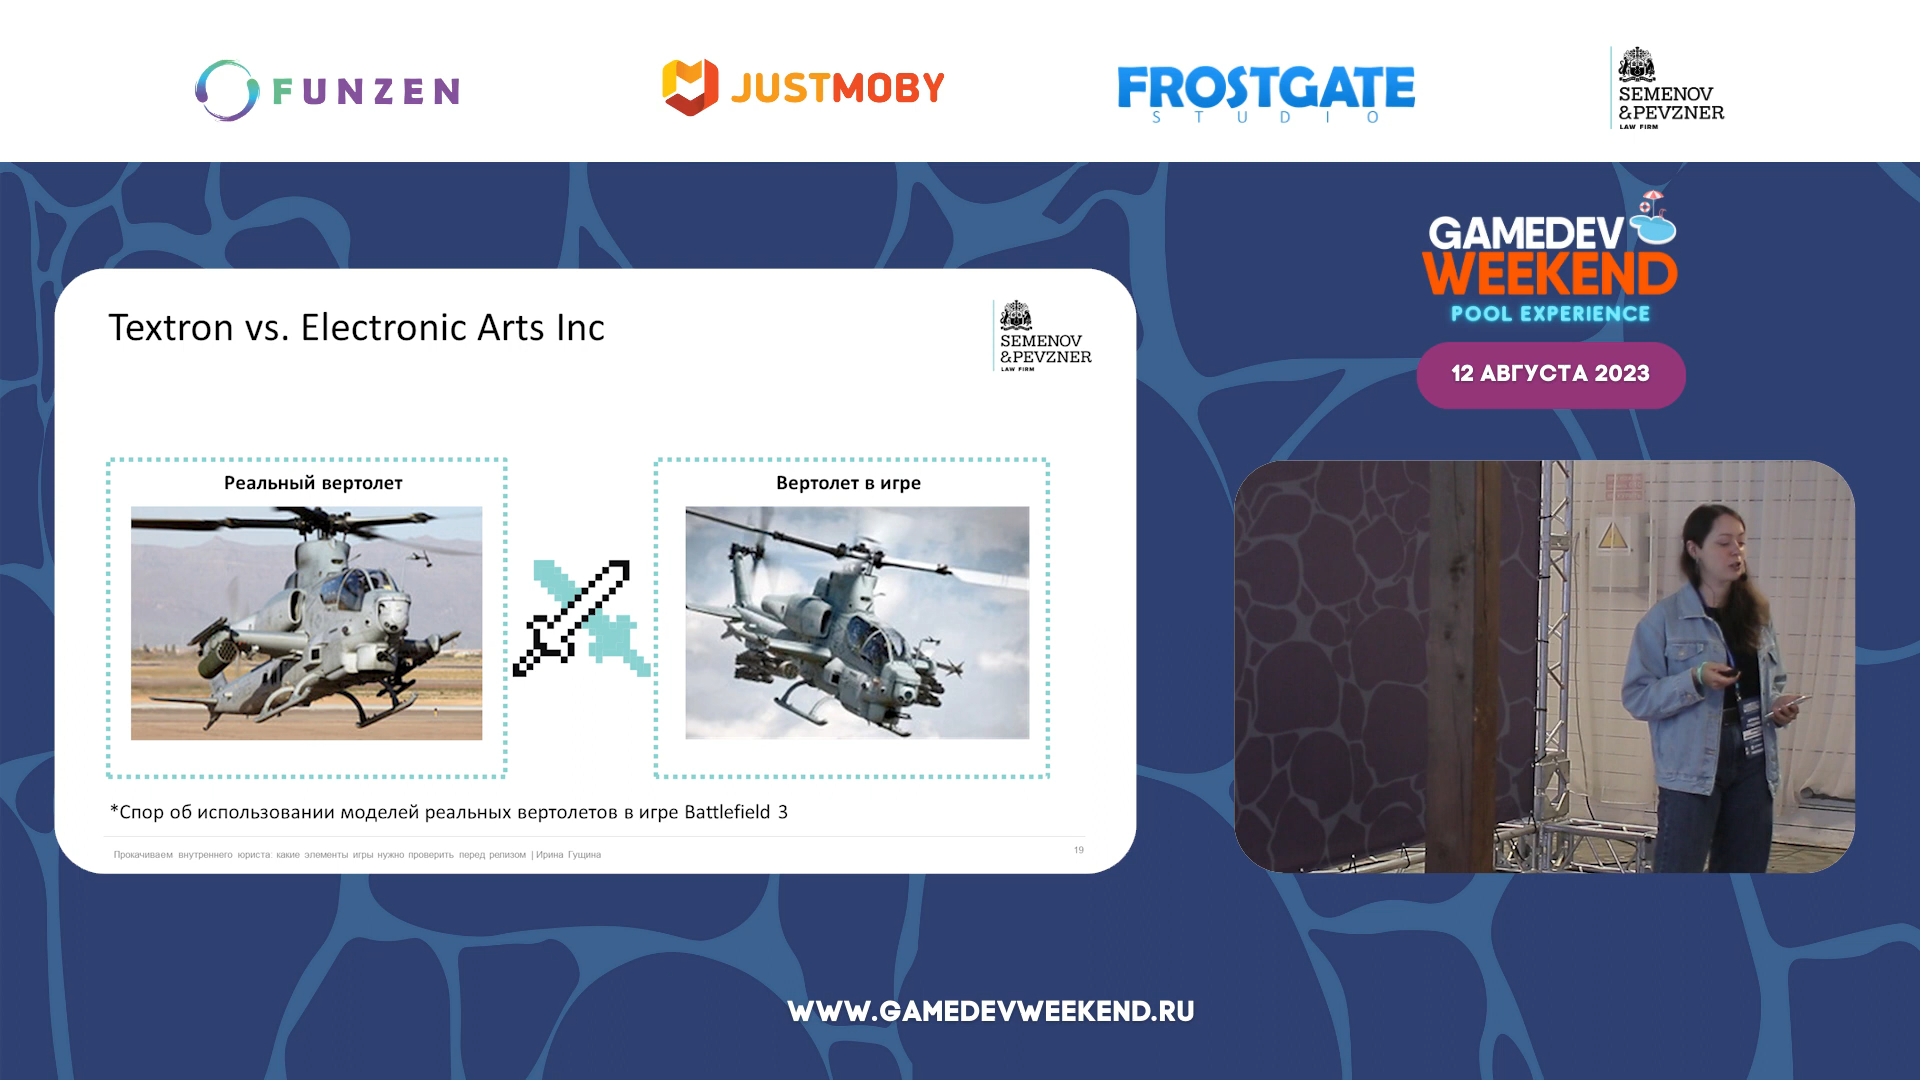 FUNZEN
JUSTMOBY
FROSTGATE
STUDIO
SEMENOV
&PEVZNER
LAW FIRM
GAMEDEV
WEEKEND
POOL EXPERIENCE
12 АВГУСТА 2023
Textron vs. Electronic Arts Inc
SEMENOV
&PEVZNER
LAW FIRM
Реальный вертолет
Вертолет в игре
*Спор об использовании моделей реальных вертолетов в игре Battlefield 3
Прокачиваем внутреннего юриста: какие элементы игры нужно проверить перед релизом | Ирина Гущина
19
WWW.GAMEDEVWEEKEND.RU